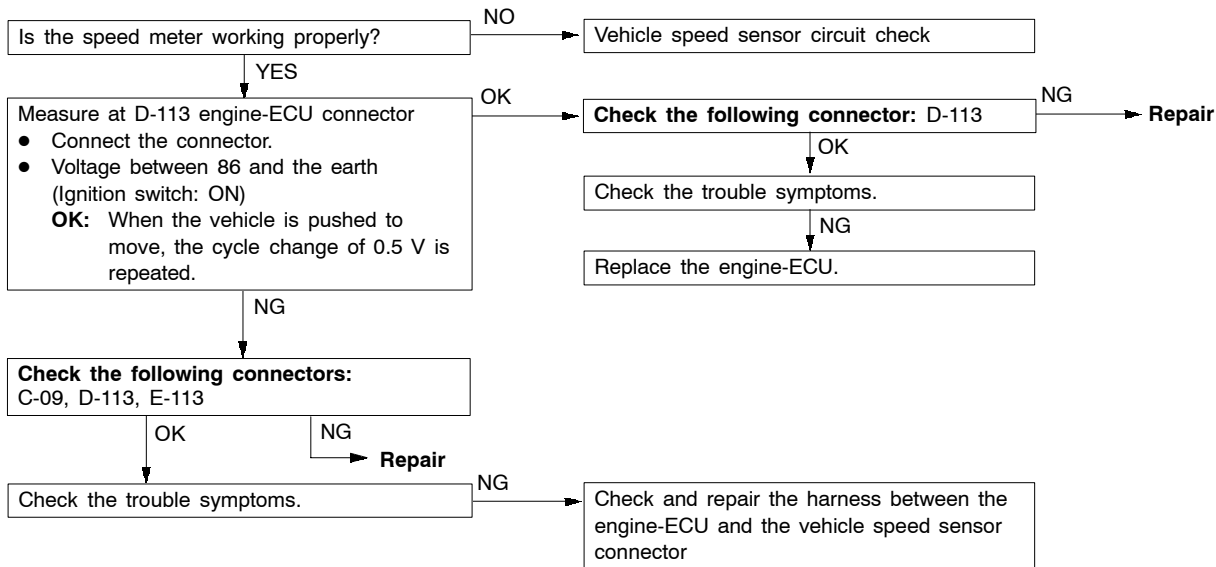 Is the speed meter working properly?
NO
Vehicle speed sensor circuit check
YES
Measure at D-113 engine-ECU connector
● Connect the connector.
● Voltage between 86 and the earth
(Ignition switch: ON)
OK: When the vehicle is pushed to
move, the cycle change of 0.5 V is
repeated.
OK
Check the following connector: D-113
NG
Repair
OK
Check the trouble symptoms.
NG
Replace the engine-ECU.
NG
Check the following connectors:
C-09, D-113, E-113
OK
NG
Repair
Check the trouble symptoms.
NG
Check and repair the harness between the
engine-ECU and the vehicle speed sensor
connector